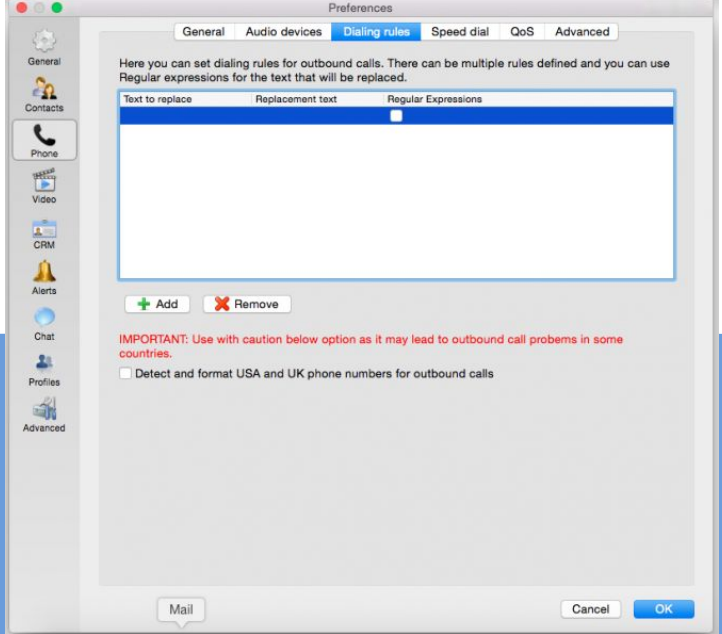 Preferences
General Audio devices Dialing rules Speed dial QoS Advanced
General
Contacts
Phone
Video
CRM
Alerts
Chat
Profiles
Advanced
Here you can set dialing rules for outbound calls. There can be multiple rules defined and you can use
Regular expressions for the text that will be replaced.
Text to replace Replacement text Regular Expressions
Add Remove
IMPORTANT: Use with caution below option as it may lead to outbound call probems in some
countries.
Detect and format USA and UK phone numbers for outbound calls
Mail
Cancel OK